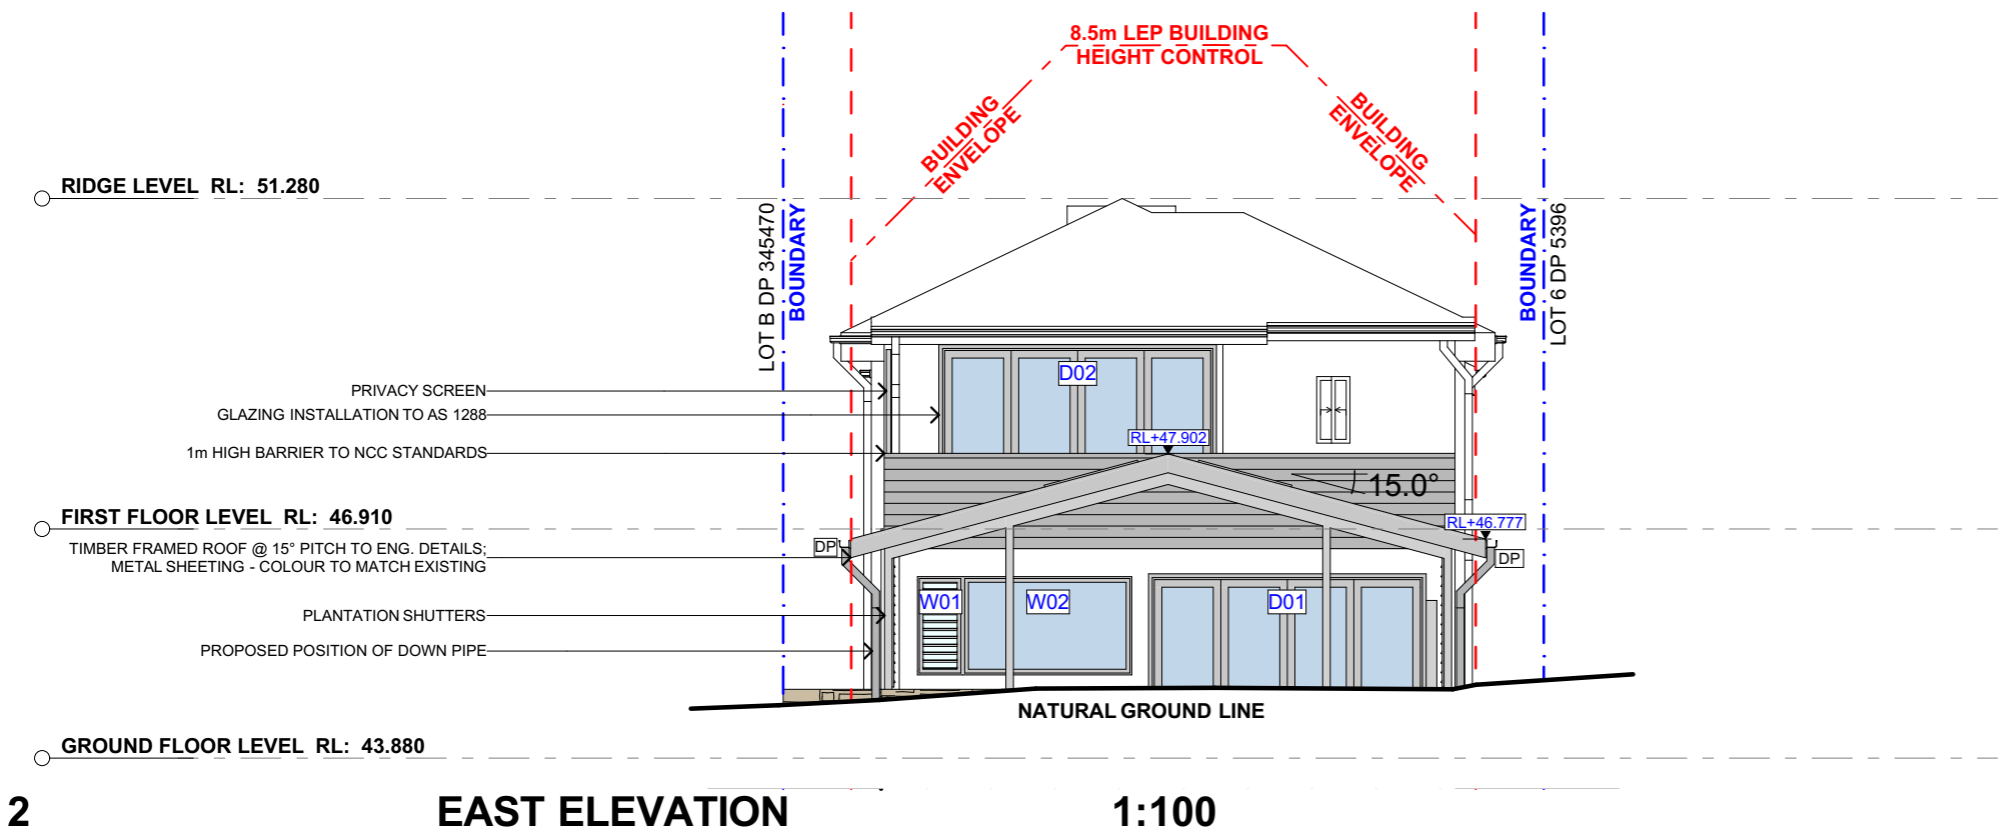 8.5m LEP BUILDING
HEIGHT CONTROL
BUILDING
ENVELOPE
BUILDING
ENVELOPE
RIDGE LEVEL RL: 51.280
LOT B DP 345470
BOUNDARY
BOUNDARY
LOT 6 DP 5396
PRIVACY SCREEN
D02
GLAZING INSTALLATION TO AS 1288
RL+47.902
1m HIGH BARRIER TO NCC STANDARDS
15.0°
FIRST FLOOR LEVEL RL: 46.910
RL+46.777
TIMBER FRAMED ROOF @ 15° PITCH TO ENG. DETAILS;
METAL SHEETING - COLOUR TO MATCH EXISTING
DP
DP
W01
W02
D01
PLANTATION SHUTTERS
PROPOSED POSITION OF DOWN PIPE
NATURAL GROUND LINE
GROUND FLOOR LEVEL RL: 43.880
2 EAST ELEVATION 1:100